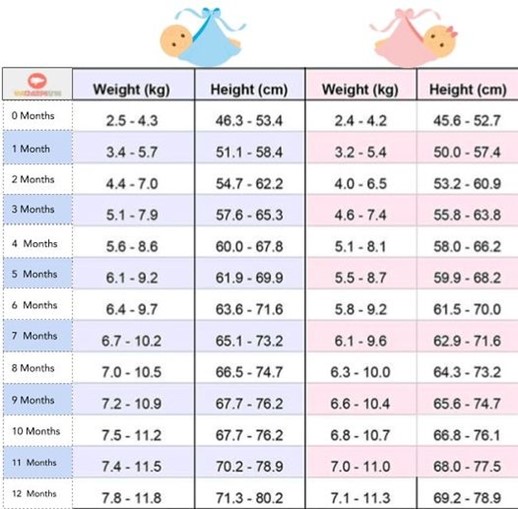 Weight (kg) Height (cm) Weight (kg) Height (cm)
0 Months 2.5 - 4.3 46.3 - 53.4 2.4 - 4.2 45.6 - 52.7
1 Month 3.4 - 5.7 51.1 - 58.4 3.2 - 5.4 50.0 - 57.4
2 Months 4.4 - 7.0 54.7 - 62.2 4.0 - 6.5 53.2 - 60.9
3 Months 5.1 - 7.9 57.6 - 65.3 4.6 - 7.4 55.8 - 63.8
4 Months 5.6 - 8.6 60.0 - 67.8 5.1 - 8.1 58.0 - 66.2
5 Months 6.1 - 9.2 61.9 - 69.9 5.5 - 8.7 59.9 - 68.2
6 Months 6.4 - 9.7 63.6 - 71.6 5.8 - 9.2 61.5 - 70.0
7 Months 6.7 - 10.2 65.1 - 73.2 6.1 - 9.6 62.9 - 71.6
8 Months 7.0 - 10.5 66.5 - 74.7 6.3 - 10.0 64.3 - 73.2
9 Months 7.2 - 10.9 67.7 - 76.2 6.6 - 10.4 65.6 - 74.7
10 Months 7.5 - 11.2 67.7 - 76.2 6.8 - 10.7 66.8 - 76.1
11 Months 7.4 - 11.5 70.2 - 78.9 7.0 - 11.0 68.0 - 77.5
12 Months 7.8 - 11.8 71.3 - 80.2 7.1 - 11.3 69.2 - 78.9